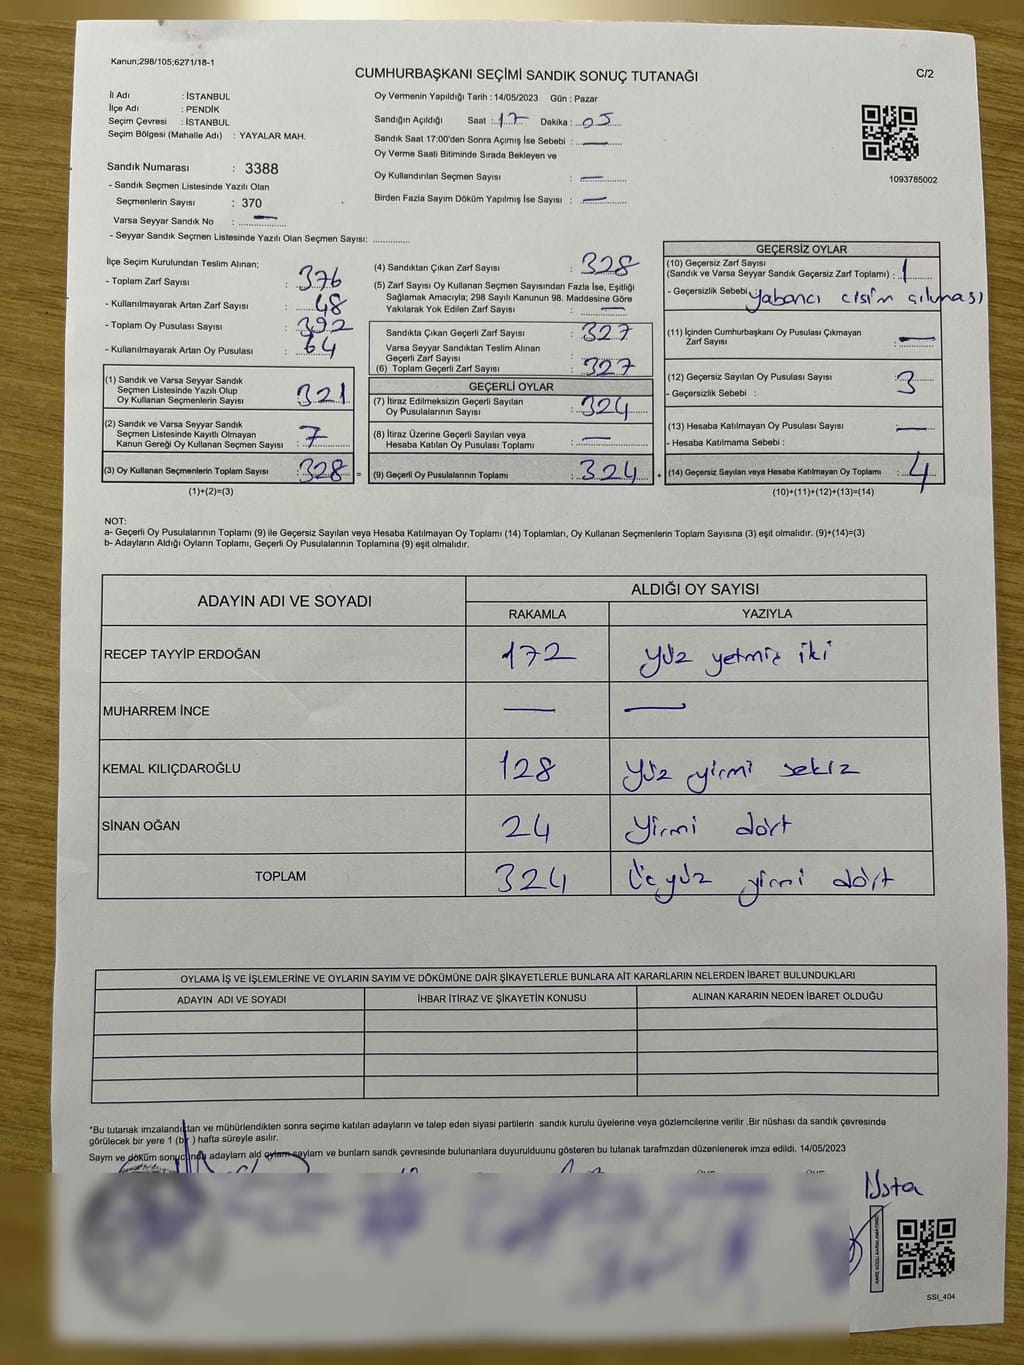 Kanun;298/105;6271/18-1
CUMHURBAŞKANI SEÇİMİ SANDIK SONUÇ TUTANAĞI
C/2
İl Adı : İSTANBUL
İlçe Adı : PENDİK
Seçim Çevresi : İSTANBUL
Seçim Bölgesi (Mahalle Adı) : YAYALAR MAH.
Sandık Numarası : 3388
- Sandık Seçmen Listesinde Yazılı Olan
Seçmenlerin Sayısı : 370
Varsa Seyyar Sandık No : —
- Seyyar Sandık Seçmen Listesinde Yazılı Olan Seçmen Sayısı: ..............
Oy Vermenin Yapıldığı Tarih : 14/05/2023 Gün : Pazar
Sandığın Açıldığı Saat : 17 Dakika : 05
Sandık Saat 17:00'den Sonra Açımış İse Sebebi : —
Oy Verme Saati Bitiminde Sırada Bekleyen ve
Oy Kullandırılan Seçmen Sayısı : —
Birden Fazla Sayım Döküm Yapılmış İse Sayısı : —
1093785002
İlçe Seçim Kurulundan Teslim Alınan;
- Toplam Zarf Sayısı : 376
- Kullanılmayarak Artan Zarf Sayısı : 48
- Toplam Oy Pusulası Sayısı : 392
- Kullanılmayarak Artan Oy Pusulası : 64
(1) Sandık ve Varsa Seyyar Sandık
Seçmen Listesinde Yazılı Olup
Oy Kullanan Seçmenlerin Sayısı : 321
(2) Sandık ve Varsa Seyyar Sandık
Seçmen Listesinde Kayıtlı Olmayan
Kanun Gereği Oy Kullanan Seçmen Sayısı : 7
(3) Oy Kullanan Seçmenlerin Toplam Sayısı : 328 =
(1)+(2)=(3)
(4) Sandıktan Çıkan Zarf Sayısı : 328
(5) Zarf Sayısı Oy Kullanan Seçmen Sayısından Fazla İse, Eşitliği
Sağlamak Amacıyla; 298 Sayılı Kanunun 98. Maddesine Göre
Yakılarak Yok Edilen Zarf Sayısı : —
Sandıkta Çıkan Geçerli Zarf Sayısı : 327
Varsa Seyyar Sandıktan Teslim Alınan
Geçerli Zarf Sayısı :
(6) Toplam Geçerli Zarf Sayısı : 327
GEÇERLİ OYLAR
(7) İtiraz Edilmeksizin Geçerli Sayılan
Oy Pusulalarının Sayısı : 324
(8) İtiraz Üzerine Geçerli Sayılan veya
Hesaba Katılan Oy Pusulası Toplamı : —
(9) Geçerli Oy Pusulalarının Toplamı : 324 +
GEÇERSİZ OYLAR
(10) Geçersiz Zarf Sayısı
(Sandık ve Varsa Seyyar Sandık Geçersiz Zarf Toplamı) : 1
- Geçersizlik Sebebi : Yabancı cisim çıkması
(11) İçinden Cumhurbaşkanı Oy Pusulası Çıkmayan
Zarf Sayısı : —
(12) Geçersiz Sayılan Oy Pusulası Sayısı : 3
- Geçersizlik Sebebi :
(13) Hesaba Katılmayan Oy Pusulası Sayısı : —
- Hesaba Katılmama Sebebi :
(14) Geçersiz Sayılan veya Hesaba Katılmayan Oy Toplamı : 4
(10)+(11)+(12)+(13)=(14)
NOT:
a- Geçerli Oy Pusulalarının Toplamı (9) ile Geçersiz Sayılan veya Hesaba Katılmayan Oy Toplamı (14) Toplamları, Oy Kullanan Seçmenlerin Toplam Sayısına (3) eşit olmalıdır. (9)+(14)=(3)
b- Adayların Aldığı Oyların Toplamı, Geçerli Oy Pusulalarının Toplamına (9) eşit olmalıdır.
ADAYIN ADI VE SOYADI
ALDIĞI OY SAYISI
RAKAMLA YAZIYLA
RECEP TAYYİP ERDOĞAN 172 yüz yetmiş iki
MUHARREM İNCE — —
KEMAL KILIÇDAROĞLU 128 Yüz yirmi sekiz
SİNAN OĞAN 24 Yirmi dört
TOPLAM 324 Üçyüz yirmi dört
OYLAMA İŞ VE İŞLEMLERİNE VE OYLARIN SAYIM VE DÖKÜMÜNE DAİR ŞİKAYETLERLE BUNLARA AİT KARARLARIN NELERDEN İBARET BULUNDUKLARI
ADAYIN ADI VE SOYADI İHBAR İTİRAZ VE ŞİKAYETİN KONUSU ALINAN KARARIN NEDEN İBARET OLDUĞU
*Bu tutanak imzalandıktan ve mühürlendikten sonra seçime katılan adayların ve talep eden siyasi partilerin sandık kurulu üyelerine veya gözlemcilerine verilir .Bir nüshası da sandık çevresinde
görülecek bir yere 1 (bir) hafta süreyle asılır.
Sayım ve döküm sonucunda adayların ald oyların sayıların ve bunların sandık çevresinde bulunanlara duyurulduunu gösteren bu tutanak tarafmzdan düzenlenerek imza edildi. 14/05/2023
SSİ_404